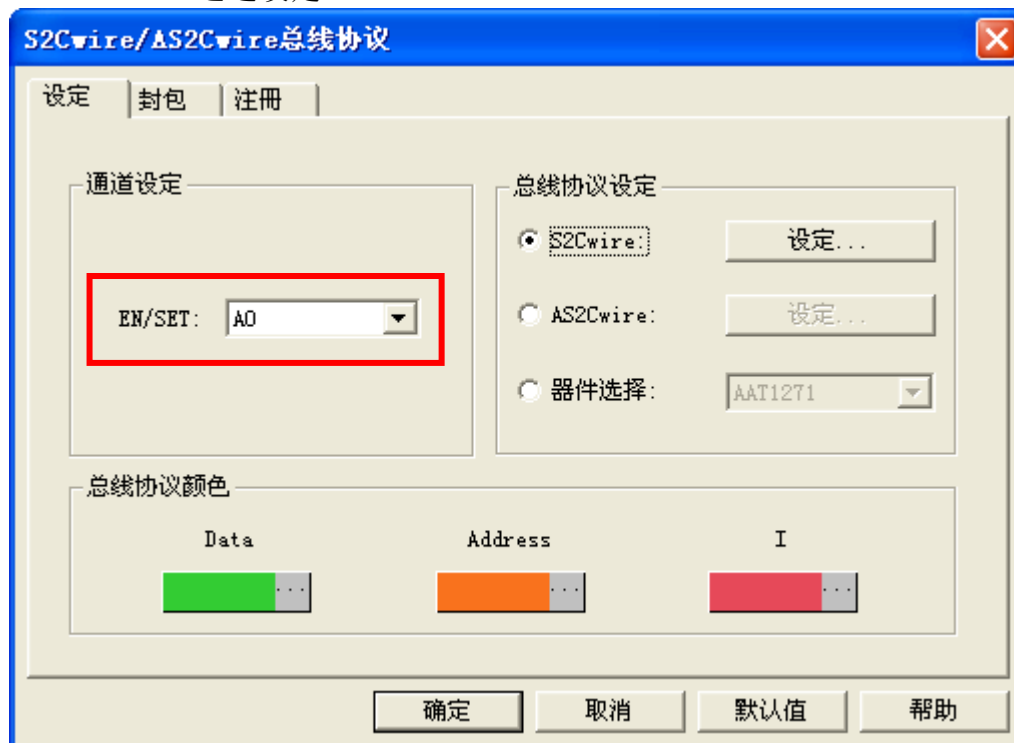 S2Cwire/AS2Cwire总线协议
设定 封包 注册
通道设定
EN/SET: A0
总线协议设定
S2Cwire: 设定...
AS2Cwire: 设定...
器件选择: AAT1271
总线协议颜色
Data Address I
... ... ...
确定 取消 默认值 帮助